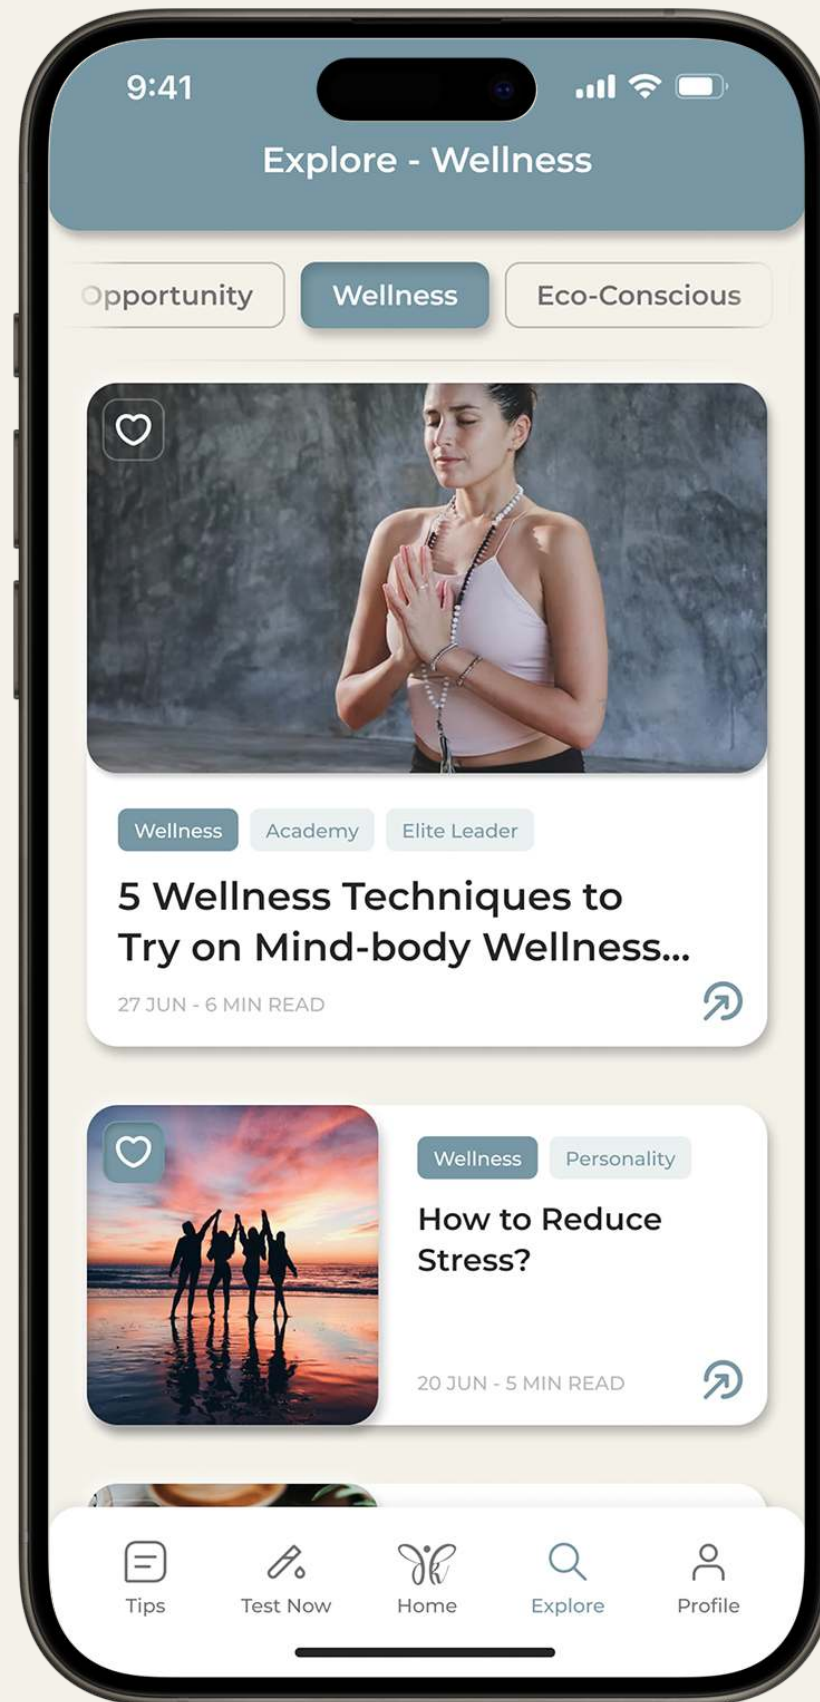 9:41
Explore - Wellness
Opportunity
Wellness
Eco-Conscious
Wellness
Academy
Elite Leader
5 Wellness Techniques to
Try on Mind-body Wellness...
27 JUN - 6 MIN READ
Wellness
Personality
How to Reduce
Stress?
20 JUN - 5 MIN READ
Tips
Test Now
Home
Explore
Profile